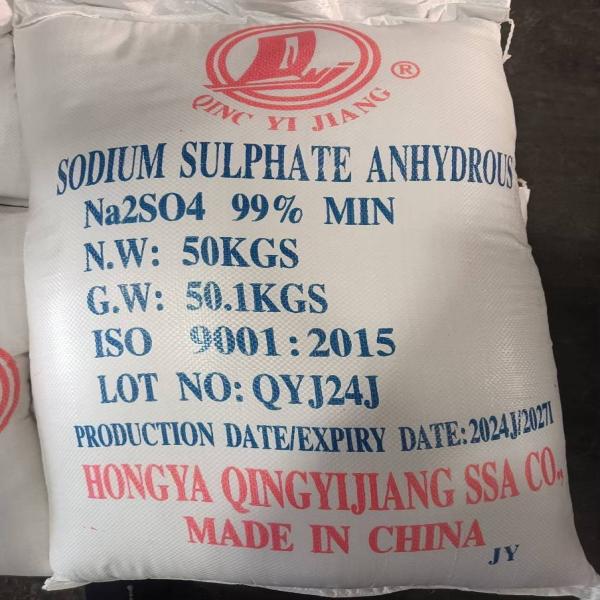 QING YI JIANG ®
SODIUM SULPHATE ANHYDROUS
Na2SO4 99% MIN
N.W: 50KGS
G.W: 50.1KGS
ISO 9001:2015
LOT NO: QYJ24J
PRODUCTION DATE/EXPIRY DATE:2024J/2027I
HONGYA QINGYIJIANG SSA CO.,
MADE IN CHINA
JY